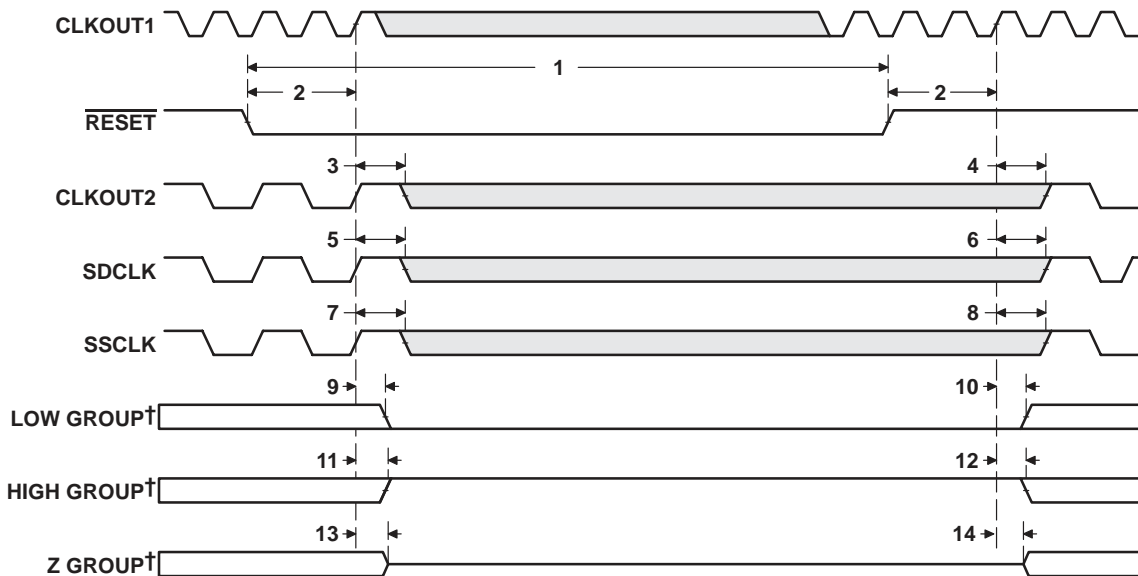 CLKOUT1
1
2 2
RESET
3 4
CLKOUT2
5 6
SDCLK
7 8
SSCLK
9 10
LOW GROUP†
11 12
HIGH GROUP†
13 14
Z GROUP†